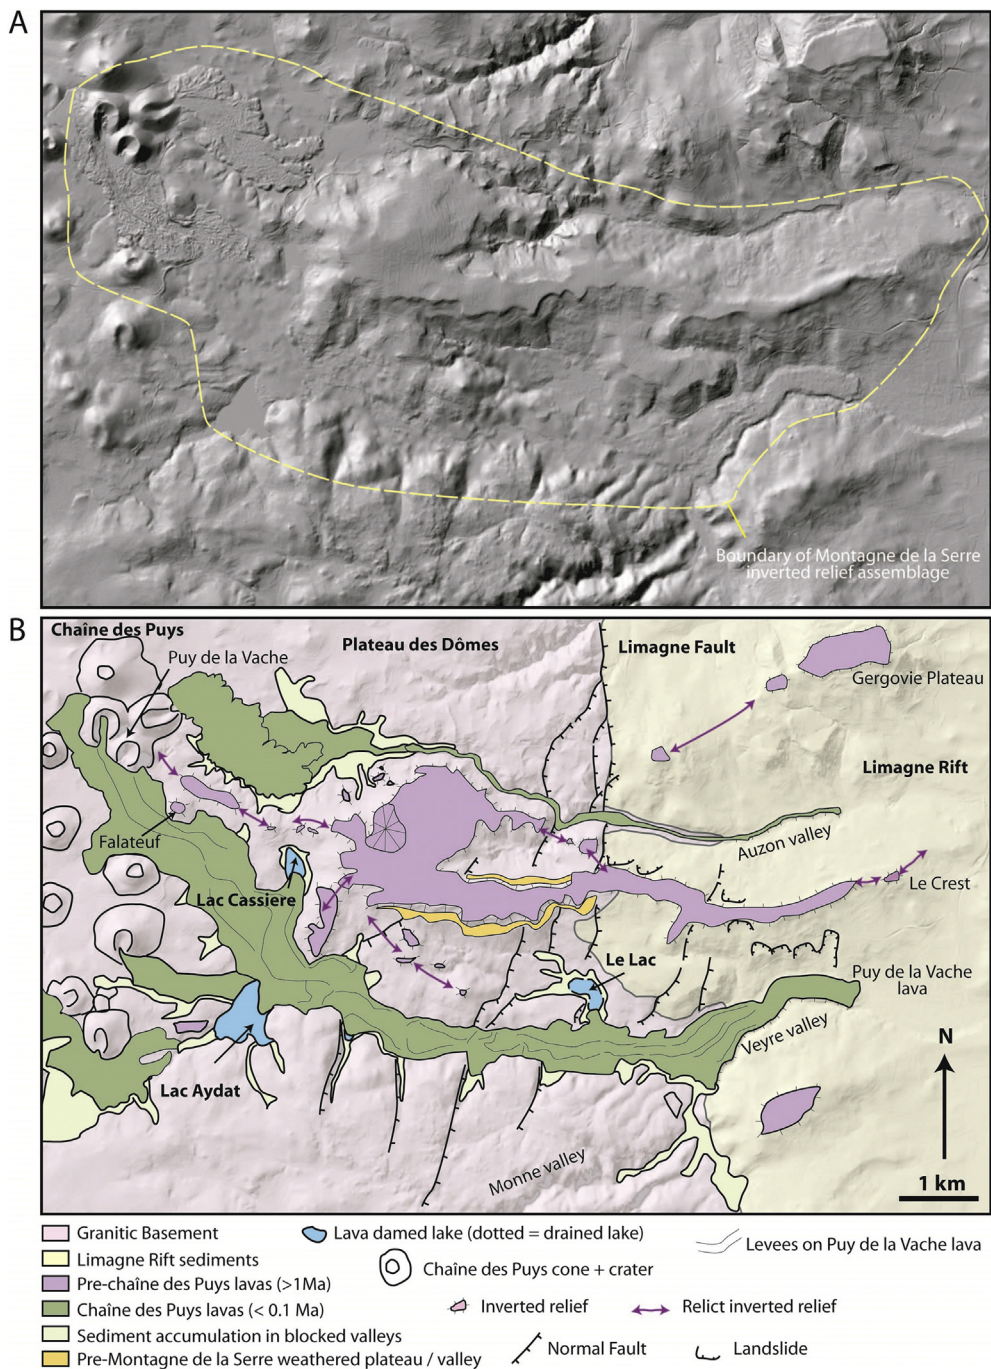 A
Boundary of Montagne de la Serre
inverted relief assemblage
B
Chaîne des Puys
Puy de la Vache
Plateau des Dômes
Limagne Fault
Gergovie Plateau
Limagne Rift
Falateuf
Auzon valley
Le Crest
Lac Cassiere
Le Lac
Puy de la Vache
lava
Veyre valley
N
Lac Aydat
Monne valley
1 km
Granitic Basement
Lava damed lake (dotted = drained lake)
Levees on Puy de la Vache lava
Limagne Rift sediments
Chaîne des Puys cone + crater
Pre-chaîne des Puys lavas (>1Ma)
Chaîne des Puys lavas (< 0.1 Ma)
Inverted relief
Relict inverted relief
Sediment accumulation in blocked valleys
Normal Fault
Landslide
Pre-Montagne de la Serre weathered plateau / valley